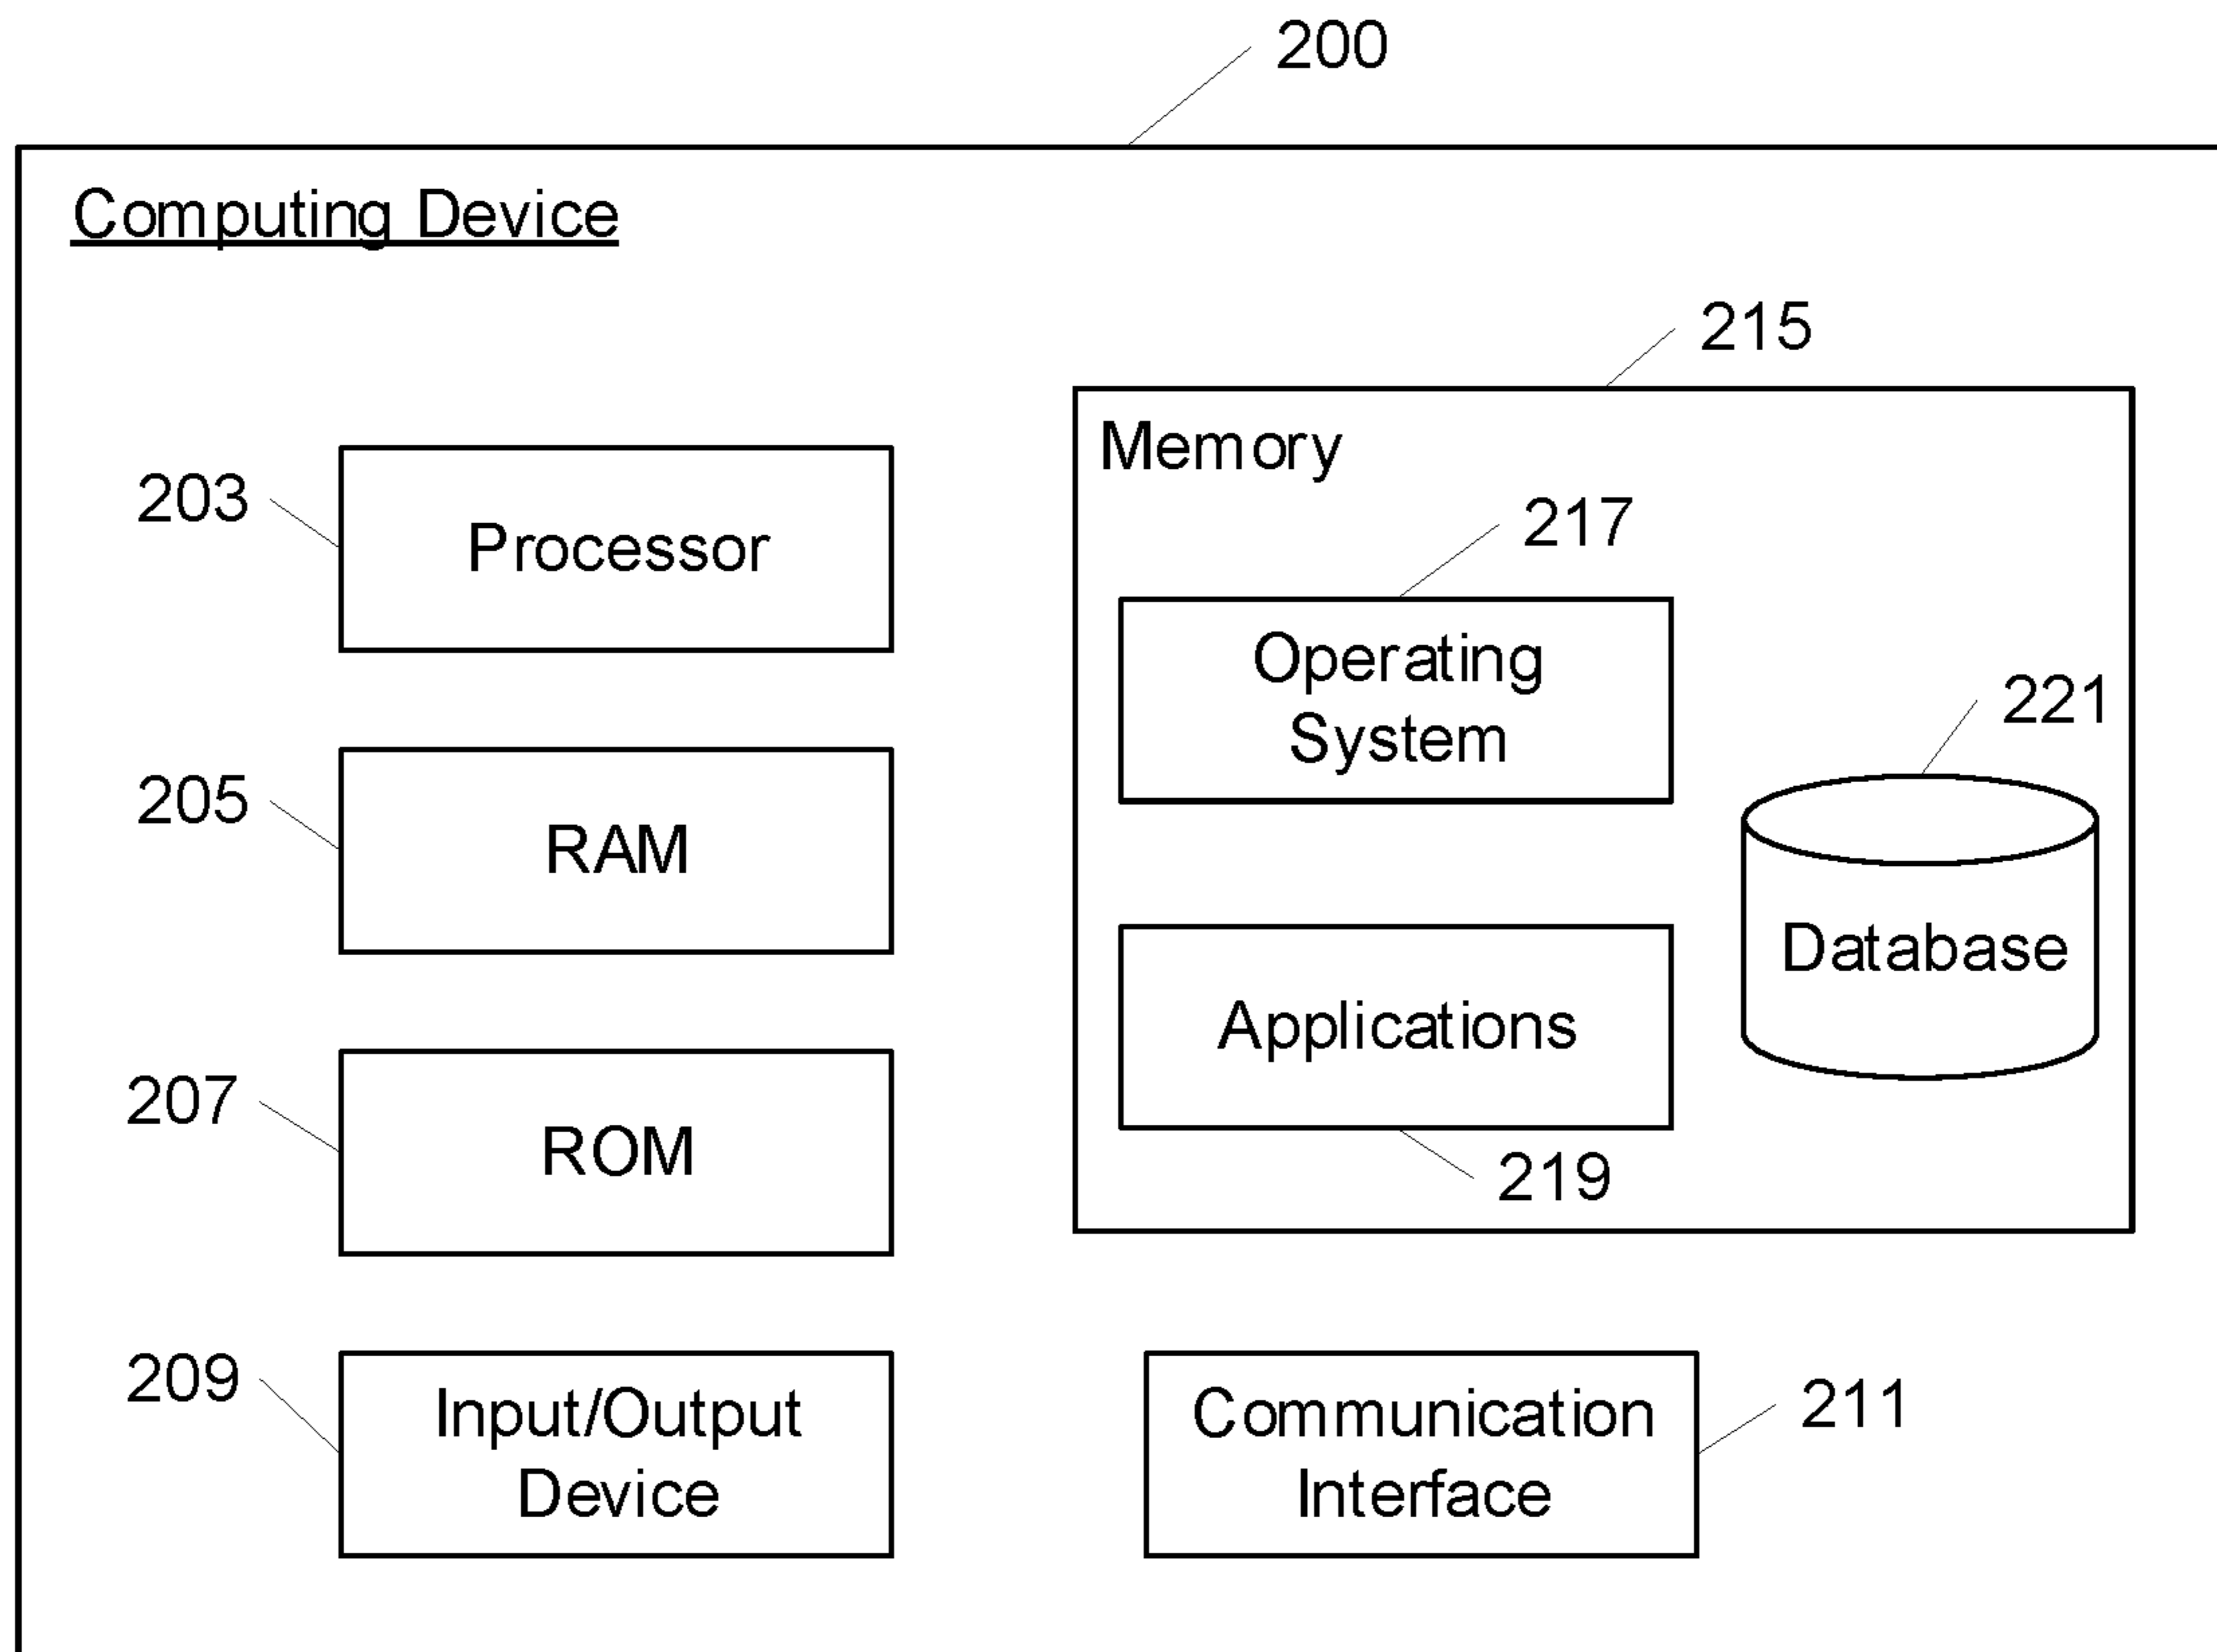 200
Computing Device
215
Memory
203
Processor
217
Operating
System
221
205
RAM
Database
Applications
207
ROM
219
209
Input/Output
Device
Communication
Interface
211